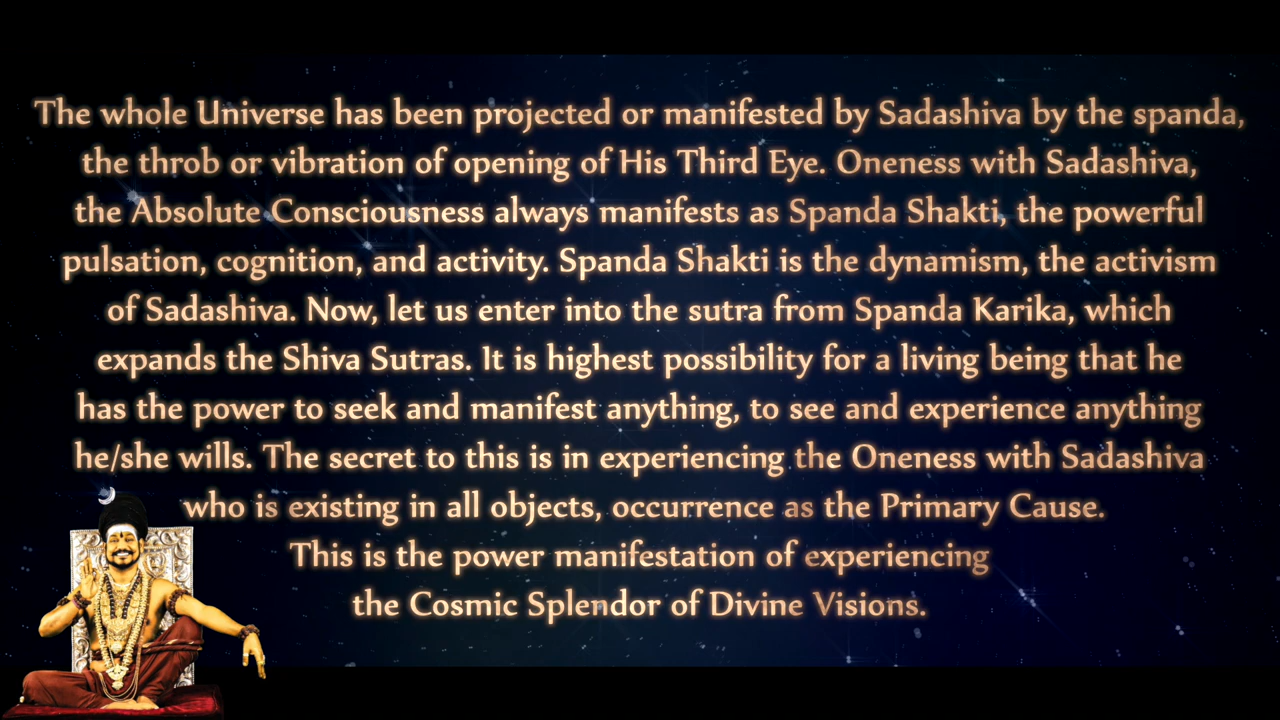 The whole Universe has been projected or manifested by Sadashiva by the spanda,
the throb or vibration of opening of His Third Eye. Oneness with Sadashiva,
the Absolute Consciousness always manifests as Spanda Shakti, the powerful
pulsation, cognition, and activity. Spanda Shakti is the dynamism, the activism
of Sadashiva. Now, let us enter into the sutra from Spanda Karika, which
expands the Shiva Sutras. It is highest possibility for a living being that he
has the power to seek and manifest anything, to see and experience anything
he/she wills. The secret to this is in experiencing the Oneness with Sadashiva
who is existing in all objects, occurrence as the Primary Cause.
This is the power manifestation of experiencing
the Cosmic Splendor of Divine Visions.